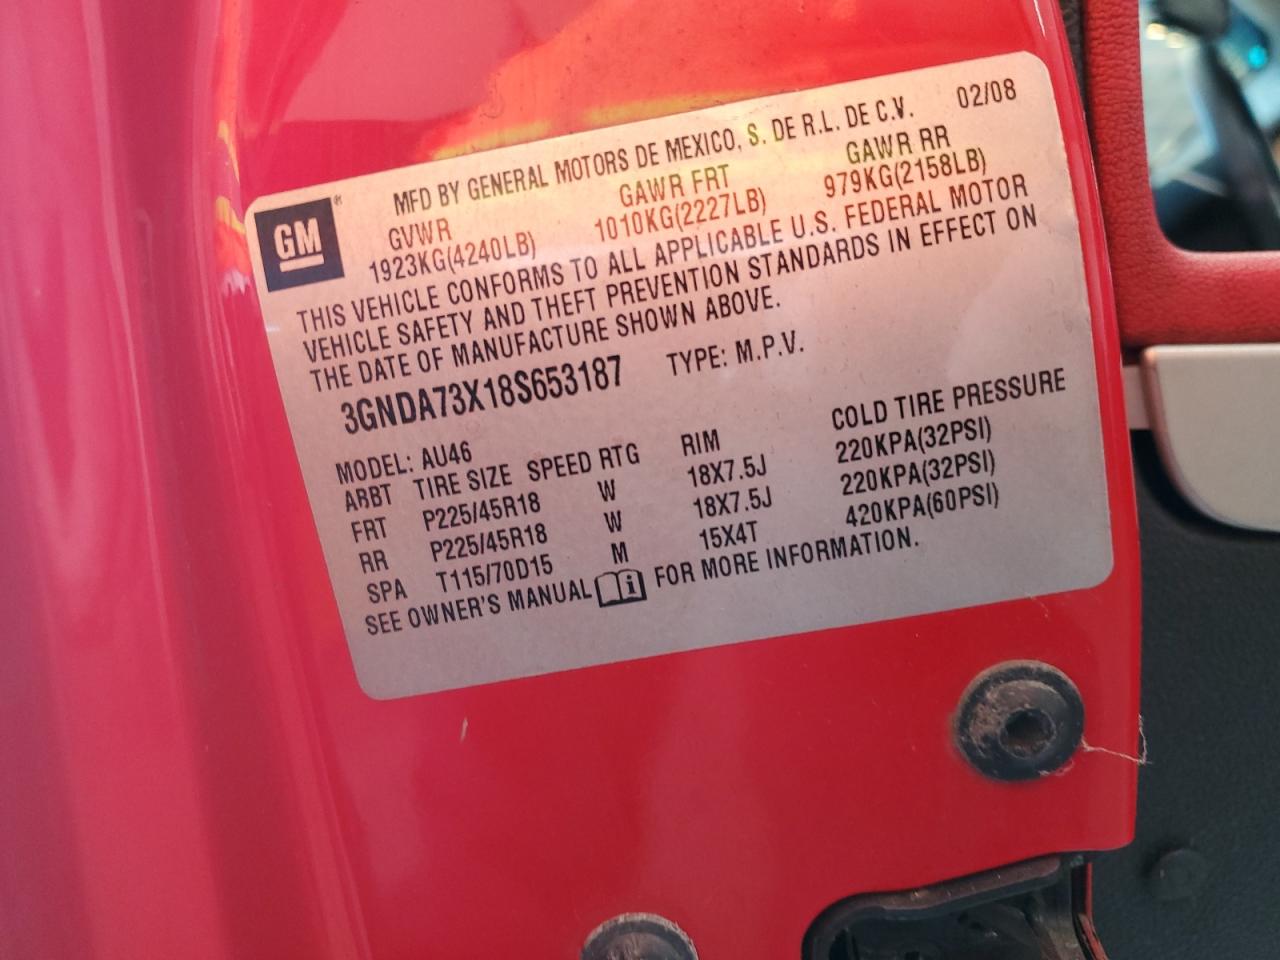 GM®
MFD BY GENERAL MOTORS DE MEXICO, S. DE R.L. DE C.V. 02/08
GVWR GAWR FRT GAWR RR
1923KG(4240LB) 1010KG(2227LB) 979KG(2158LB)
THIS VEHICLE CONFORMS TO ALL APPLICABLE U.S. FEDERAL MOTOR
VEHICLE SAFETY AND THEFT PREVENTION STANDARDS IN EFFECT ON
THE DATE OF MANUFACTURE SHOWN ABOVE.
3GNDA73X18S653187 TYPE: M.P.V.
MODEL: AU46
ARBT TIRE SIZE SPEED RTG RIM COLD TIRE PRESSURE
FRT P225/45R18 W 18X7.5J 220KPA(32PSI)
RR P225/45R18 W 18X7.5J 220KPA(32PSI)
SPA T115/70D15 M 15X4T 420KPA(60PSI)
SEE OWNER'S MANUAL FOR MORE INFORMATION.